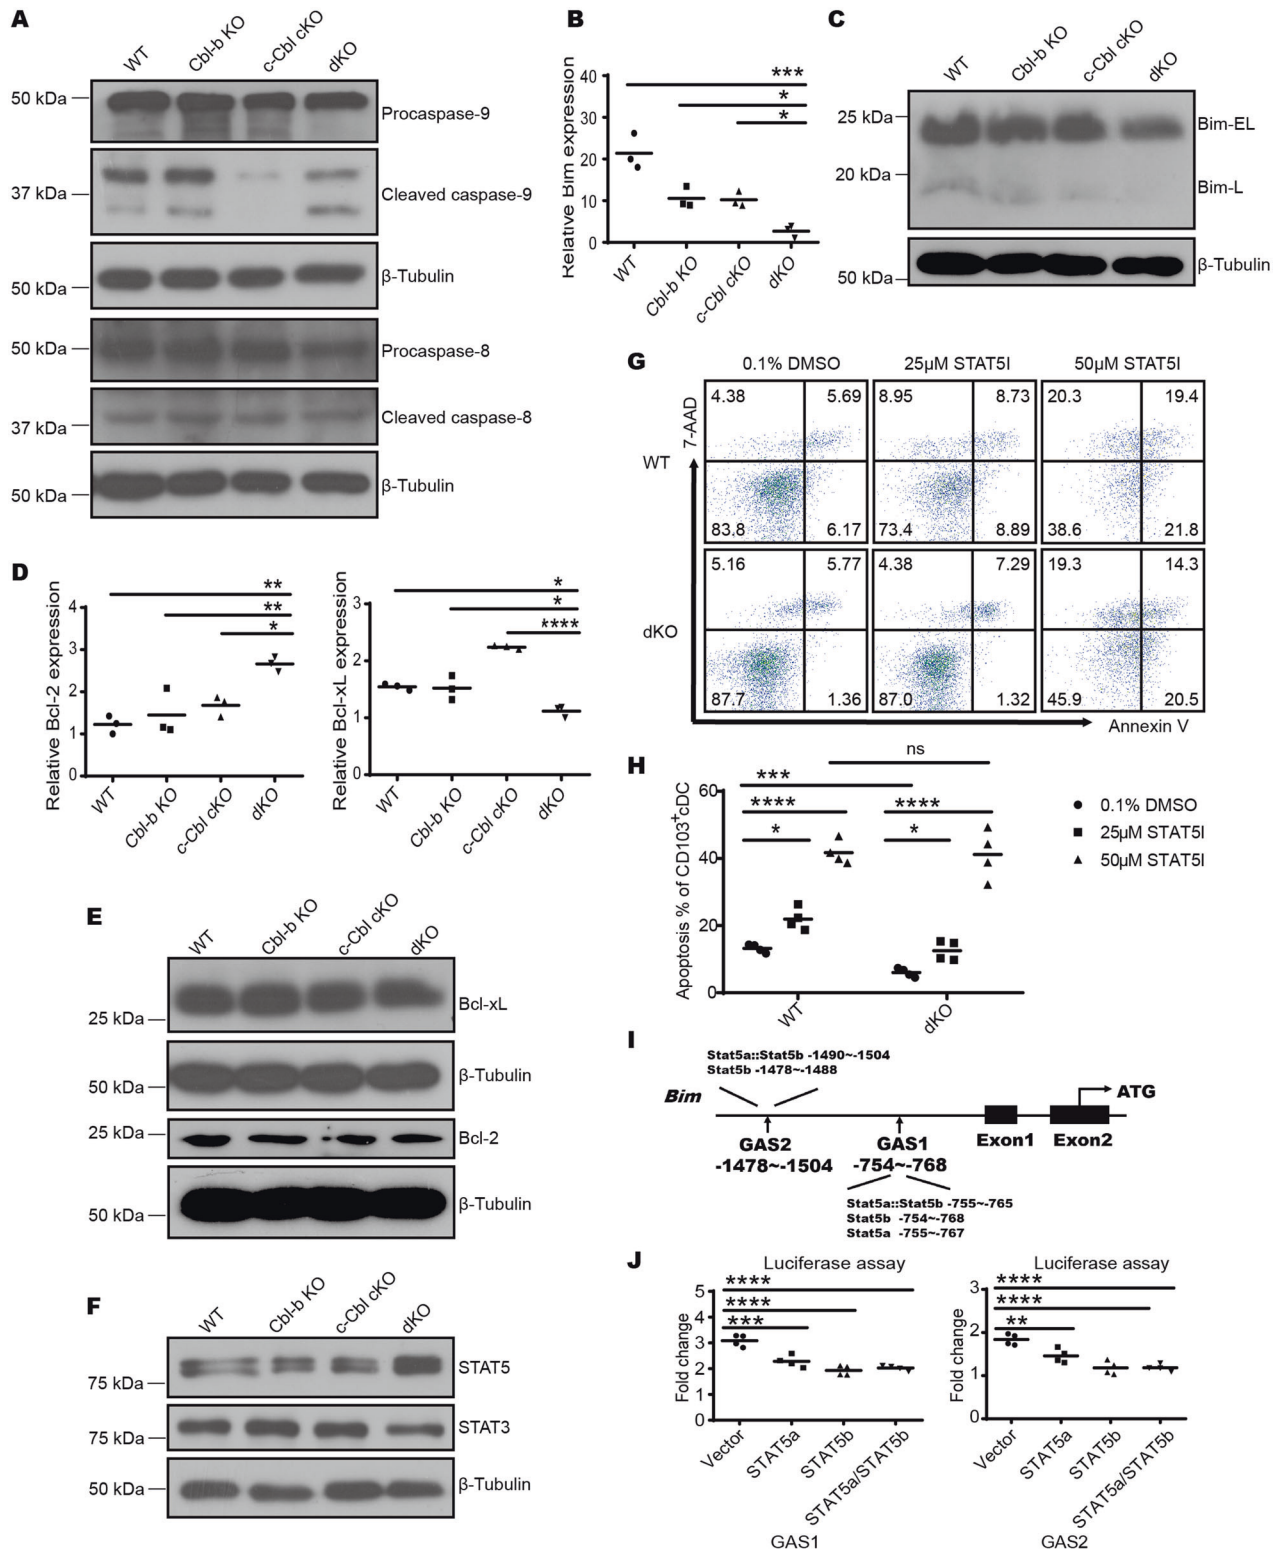 A
WT
Cbl-b KO
c-Cbl cKO
dKO
50 kDa
Procaspase-9
37 kDa
Cleaved caspase-9
50 kDa
β-Tubulin
50 kDa
Procaspase-8
37 kDa
Cleaved caspase-8
50 kDa
β-Tubulin
B
Relative Bim expression
40
30
20
10
0
***
*
*
WT
Cbl-b KO
c-Cbl cKO
dKO
C
WT
Cbl-b KO
c-Cbl cKO
dKO
25 kDa
Bim-EL
20 kDa
Bim-L
50 kDa
β-Tubulin
D
Relative Bcl-2 expression
4
3
2
1
0
**
**
*
WT
Cbl-b KO
c-Cbl cKO
dKO
Relative Bcl-xL expression
3
2
1
0
*
*
****
WT
Cbl-b KO
c-Cbl cKO
dKO
E
WT
Cbl-b KO
c-Cbl cKO
dKO
25 kDa
Bcl-xL
50 kDa
β-Tubulin
25 kDa
Bcl-2
50 kDa
β-Tubulin
F
WT
Cbl-b KO
c-Cbl cKO
dKO
75 kDa
STAT5
75 kDa
STAT3
50 kDa
β-Tubulin
G
0.1% DMSO
25μM STAT5I
50μM STAT5I
7-AAD
WT
4.38
5.69
83.8
6.17
8.95
8.73
73.4
8.89
20.3
19.4
38.6
21.8
dKO
5.16
5.77
87.7
1.36
4.38
7.29
87.0
1.32
19.3
14.3
45.9
20.5
Annexin V
H
Apoptosis % of CD103+cDC
60
40
20
0
ns
***
****
*
****
*
WT
dKO
0.1% DMSO
25μM STAT5I
50μM STAT5I
I
Stat5a::Stat5b -1490~-1504
Stat5b -1478~-1488
Bim
ATG
GAS2
-1478~-1504
GAS1
-754~-768
Exon1
Exon2
Stat5a::Stat5b -755~-765
Stat5b -754~-768
Stat5a -755~-767
J
Luciferase assay
Fold change
5
4
3
2
1
0
****
****
***
Vector
STAT5a
STAT5b
STAT5a/STAT5b
GAS1
Luciferase assay
Fold change
3
2
1
0
****
****
**
Vector
STAT5a
STAT5b
STAT5a/STAT5b
GAS2